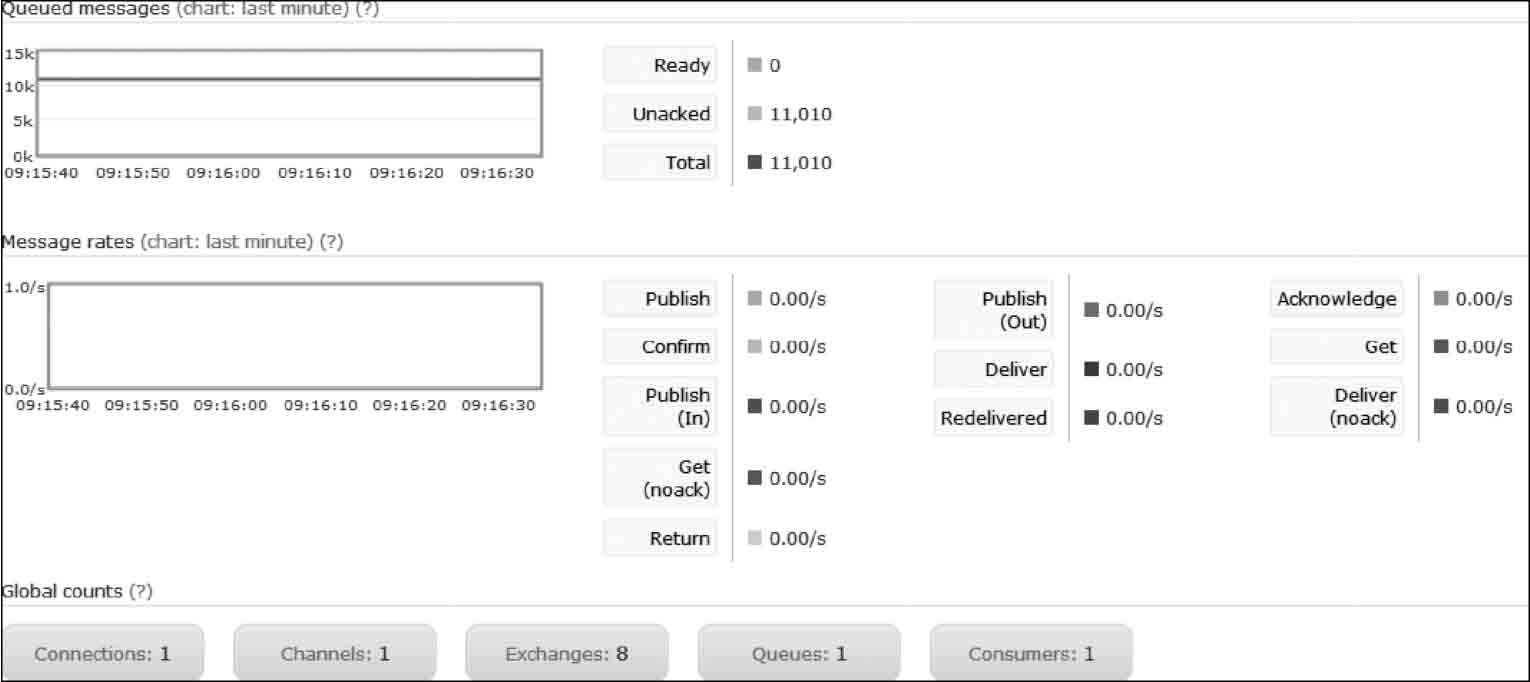 Queued messages (chart: last minute) (?)
15k
10k
5k
0k
09:15:40 09:15:50 09:16:00 09:16:10 09:16:20 09:16:30
Ready 0
Unacked 11,010
Total 11,010
Message rates (chart: last minute) (?)
1.0/s
0.0/s
09:15:40 09:15:50 09:16:00 09:16:10 09:16:20 09:16:30
Publish 0.00/s
Confirm 0.00/s
Publish
(In) 0.00/s
Get
(noack) 0.00/s
Return 0.00/s
Publish
(Out) 0.00/s
Deliver 0.00/s
Redelivered 0.00/s
Acknowledge 0.00/s
Get 0.00/s
Deliver
(noack) 0.00/s
Global counts (?)
Connections: 1 Channels: 1 Exchanges: 8 Queues: 1 Consumers: 1